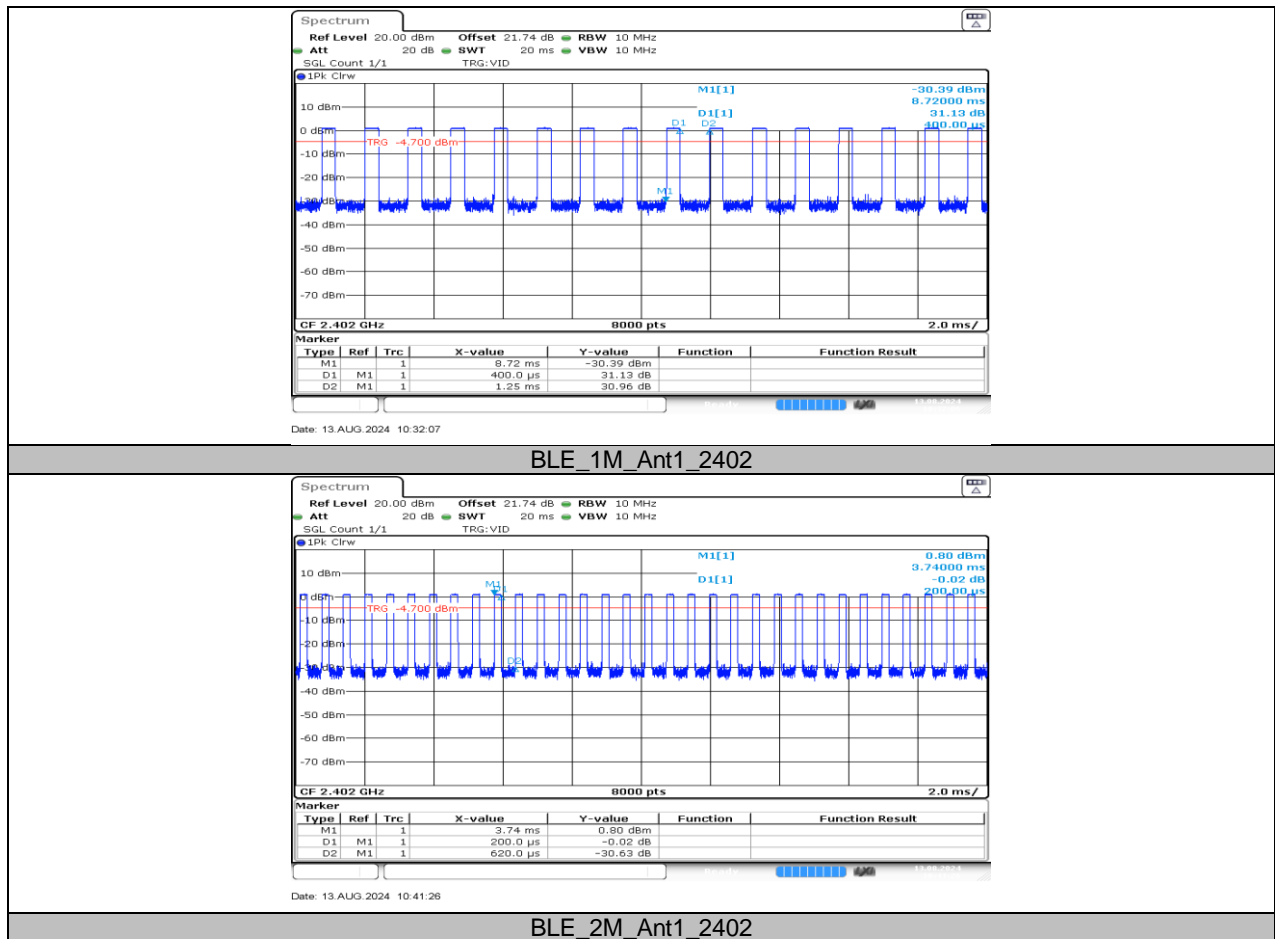 Spectrum
Ref Level 20.00 dBm Offset 21.74 dB RBW 10 MHz
Att 20 dB SWT 20 ms VBW 10 MHz
SGL Count 1/1 TRG:VID
1Pk Clrw
M1[1] -30.39 dBm
8.72000 ms
10 dBm
D1[1] 31.13 dB
400.00 µs
D1 D2
0 dBm
TRG -4.700 dBm
-10 dBm
-20 dBm
M1
-30 dBm
-40 dBm
-50 dBm
-60 dBm
-70 dBm
CF 2.402 GHz 8000 pts 2.0 ms/
Marker
Type Ref Trc X-value Y-value Function Function Result
M1 1 8.72 ms -30.39 dBm
D1 M1 1 400.0 µs 31.13 dB
D2 M1 1 1.25 ms 30.96 dB
13.08.2024
Date: 13.AUG.2024 10:32:07
BLE_1M_Ant1_2402
Spectrum
Ref Level 20.00 dBm Offset 21.74 dB RBW 10 MHz
Att 20 dB SWT 20 ms VBW 10 MHz
SGL Count 1/1 TRG:VID
1Pk Clrw
M1[1] 0.80 dBm
3.74000 ms
10 dBm
D1[1] -0.02 dB
200.00 µs
M1 D1
0 dBm
TRG -4.700 dBm
-10 dBm
-20 dBm
D2
-30 dBm
-40 dBm
-50 dBm
-60 dBm
-70 dBm
CF 2.402 GHz 8000 pts 2.0 ms/
Marker
Type Ref Trc X-value Y-value Function Function Result
M1 1 3.74 ms 0.80 dBm
D1 M1 1 200.0 µs -0.02 dB
D2 M1 1 620.0 µs -30.63 dB
13.08.2024
Date: 13.AUG.2024 10:41:26
BLE_2M_Ant1_2402